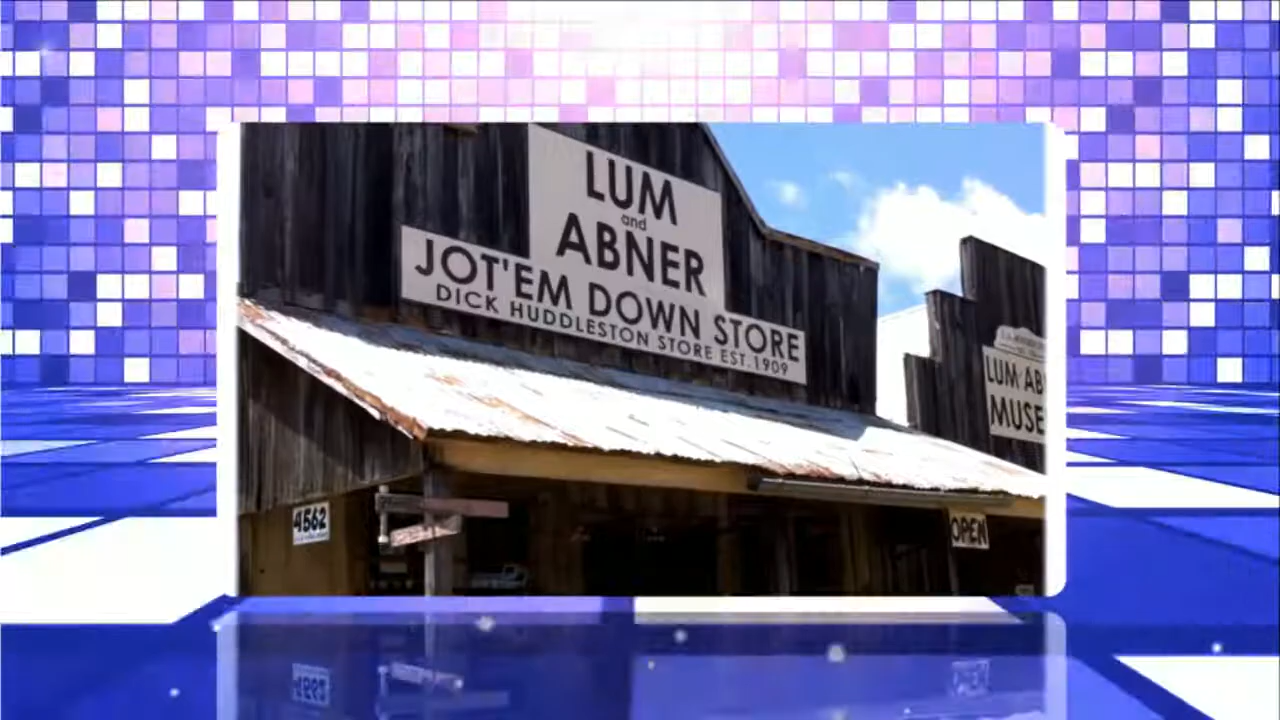 LUM
and
ABNER
JOT'EM DOWN STORE
DICK HUDDLESTON STORE EST.1909
LUM AB
MUSE
4562
OPEN